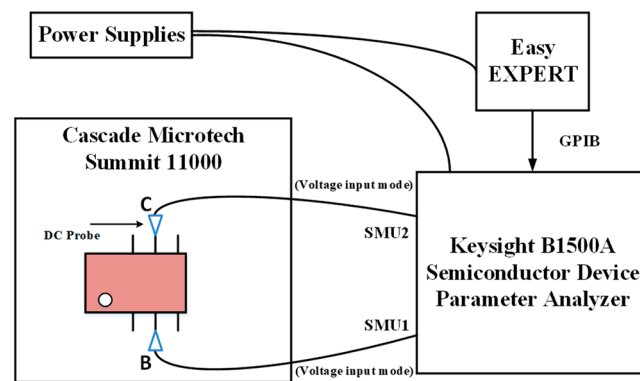 Power Supplies
Easy
EXPERT
GPIB
Cascade Microtech
Summit 11000
(Voltage input mode)
C
DC Probe
SMU2
Keysight B1500A
Semiconductor Device
Parameter Analyzer
SMU1
B
(Voltage input mode)